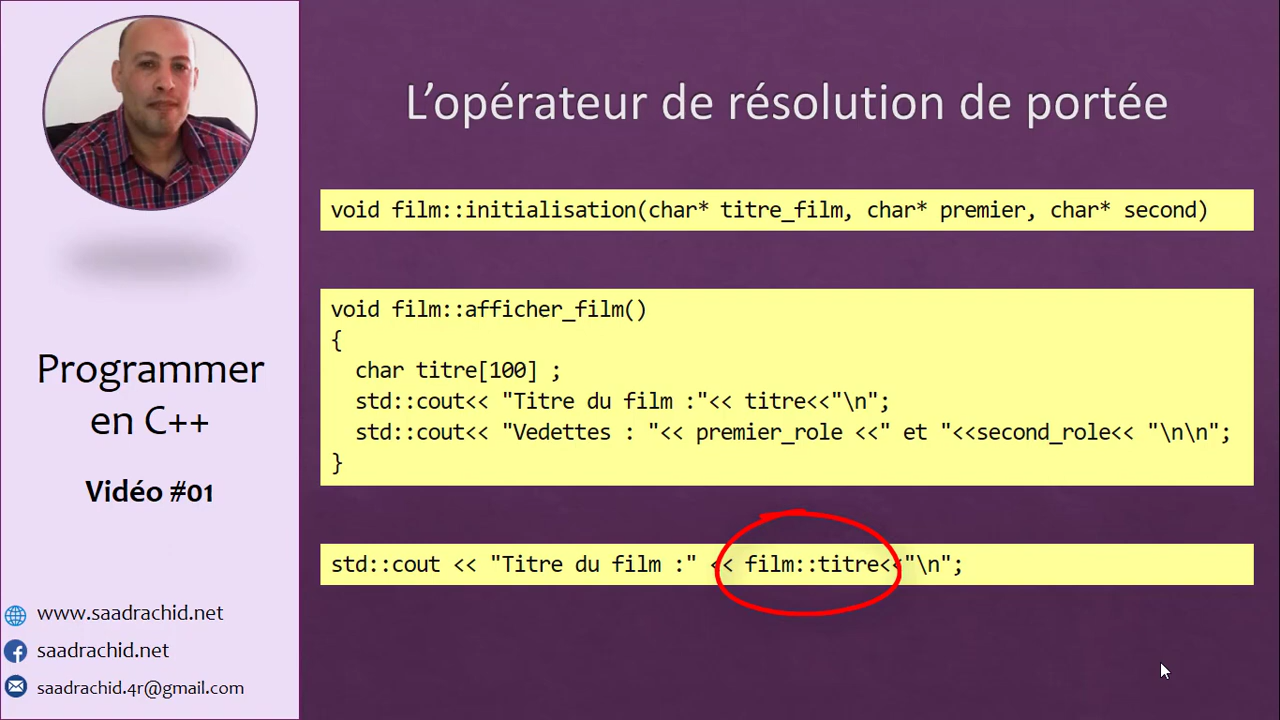 L’opérateur de résolution de portée
void film::initialisation(char* titre_film, char* premier, char* second)
void film::afficher_film()
{
char titre[100] ;
std::cout<< "Titre du film :"<< titre<<"\n";
std::cout<< "Vedettes : "<< premier_role <<" et "<<second_role<< "\n\n";
}
std::cout << "Titre du film :" << film::titre<<"\n";
Programmer
en C++
Vidéo #01
www.saadrachid.net
saadrachid.net
saadrachid.4r@gmail.com